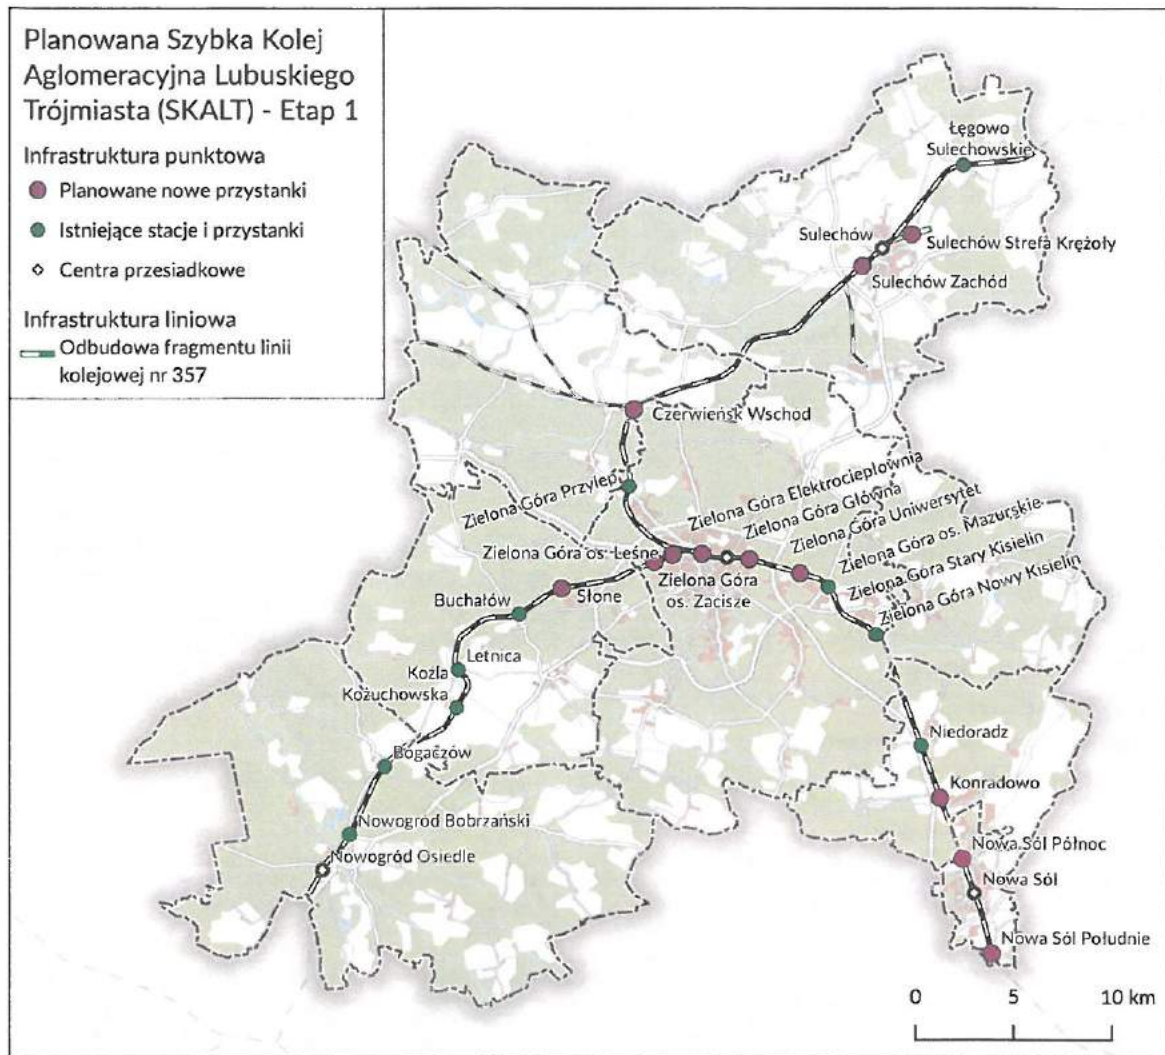 Planowana Szybka Kolej
Aglomeracyjna Lubuskiego
Trójmiasta (SKALT) - Etap 1
Infrastruktura punktowa
Planowane nowe przystanki
Istniejące stacje i przystanki
Centra przesiadkowe
Infrastruktura liniowa
Odbudowa fragmentu linii
kolejowej nr 357
Łęgowo
Sulechowskie
Sulechów
Sulechów Strefa Krężoły
Sulechów Zachód
Czerwieńsk Wschod
Zielona Góra Przylep
Zielona Góra Elektrociepłownia
Zielona Góra Główna
Zielona Góra Uniwersytet
Zielona Góra os. Mazurskie
Zielona Góra Stary Kisielin
Zielona Góra Nowy Kisielin
Zielona Góra os. Leśne
Zielona Góra
os. Zacisze
Słone
Buchałów
Letnica
Koźla
Kożuchowska
Bogaczów
Nowogród Bobrzański
Nowogród Osiedle
Niedoradz
Konradowo
Nowa Sól Północ
Nowa Sól
Nowa Sól Południe
0 5 10 km